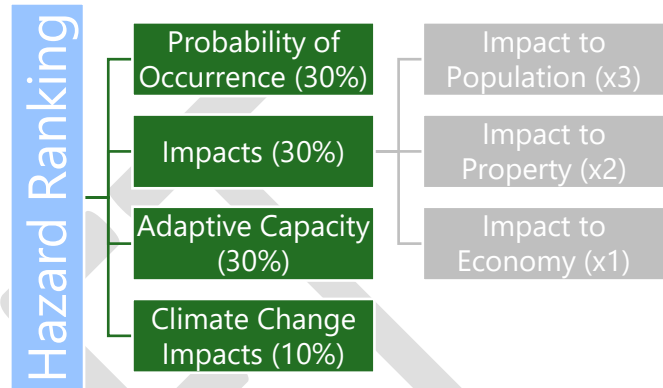 Hazard Ranking
Probability of
Occurrence (30%)
Impacts (30%)
Adaptive Capacity
(30%)
Climate Change
Impacts (10%)
Impact to
Population (x3)
Impact to
Property (x2)
Impact to
Economy (x1)